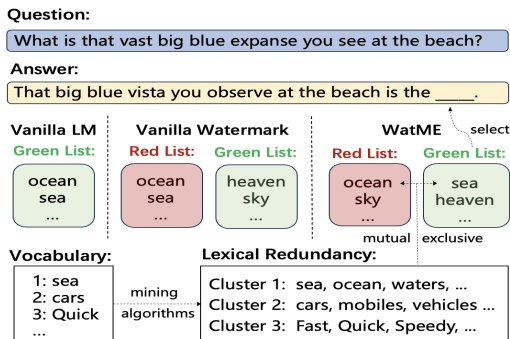 Question:
What is that vast big blue expanse you see at the beach?
Answer:
That big blue vista you observe at the beach is the _____.
Vanilla LM
Vanilla Watermark
WatME
select
Green List:
Red List:
Green List:
Red List:
Green List:
ocean
sea
...
ocean
sea
...
heaven
sky
...
ocean
sky
...
sea
heaven
...
mutual exclusive
Vocabulary:
1: sea
2: cars
3: Quick
...
mining
algorithms
Lexical Redundancy:
Cluster 1: sea, ocean, waters, ...
Cluster 2: cars, mobiles, vehicles ...
Cluster 3: Fast, Quick, Speedy, ...